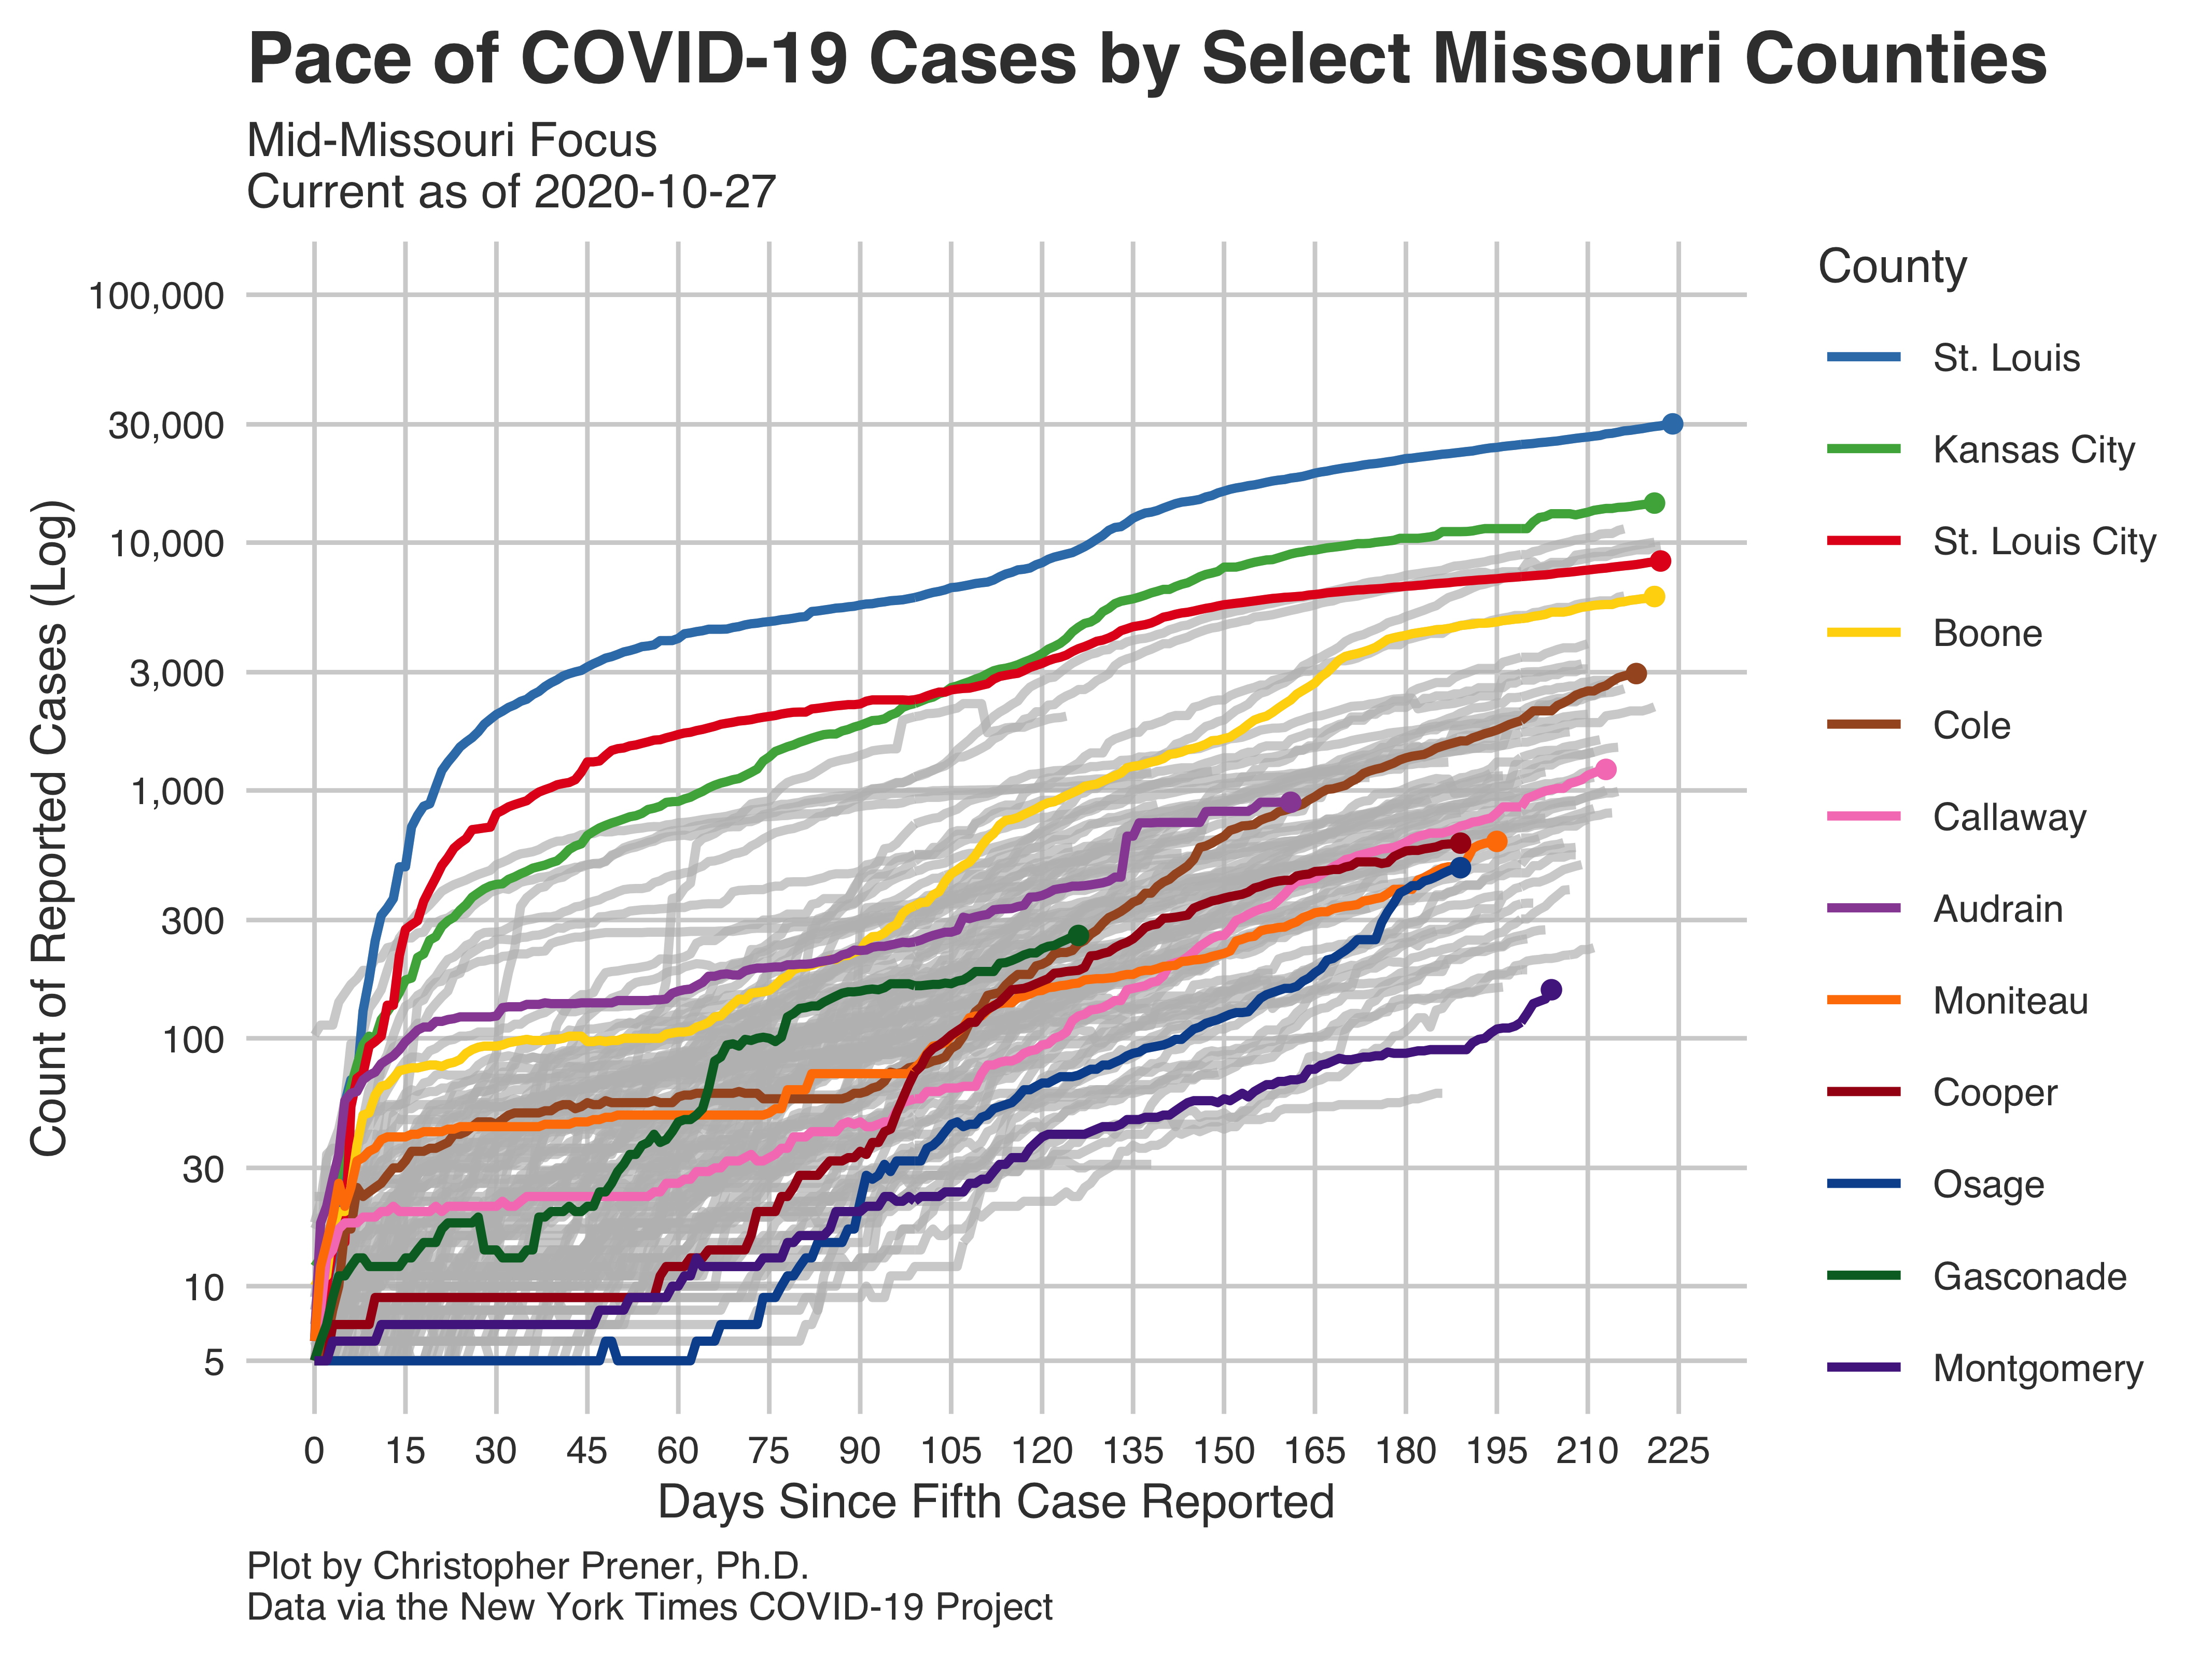 Pace of COVID-19 Cases by Select Missouri Counties
Mid-Missouri Focus
Current as of 2020-10-27
Count of Reported Cases (Log)
100,000
30,000
10,000
3,000
1,000
300
100
30
10
5
0 15 30 45 60 75 90 105 120 135 150 165 180 195 210 225
Days Since Fifth Case Reported
County
St. Louis
Kansas City
St. Louis City
Boone
Cole
Callaway
Audrain
Moniteau
Cooper
Osage
Gasconade
Montgomery
Plot by Christopher Prener, Ph.D.
Data via the New York Times COVID-19 Project